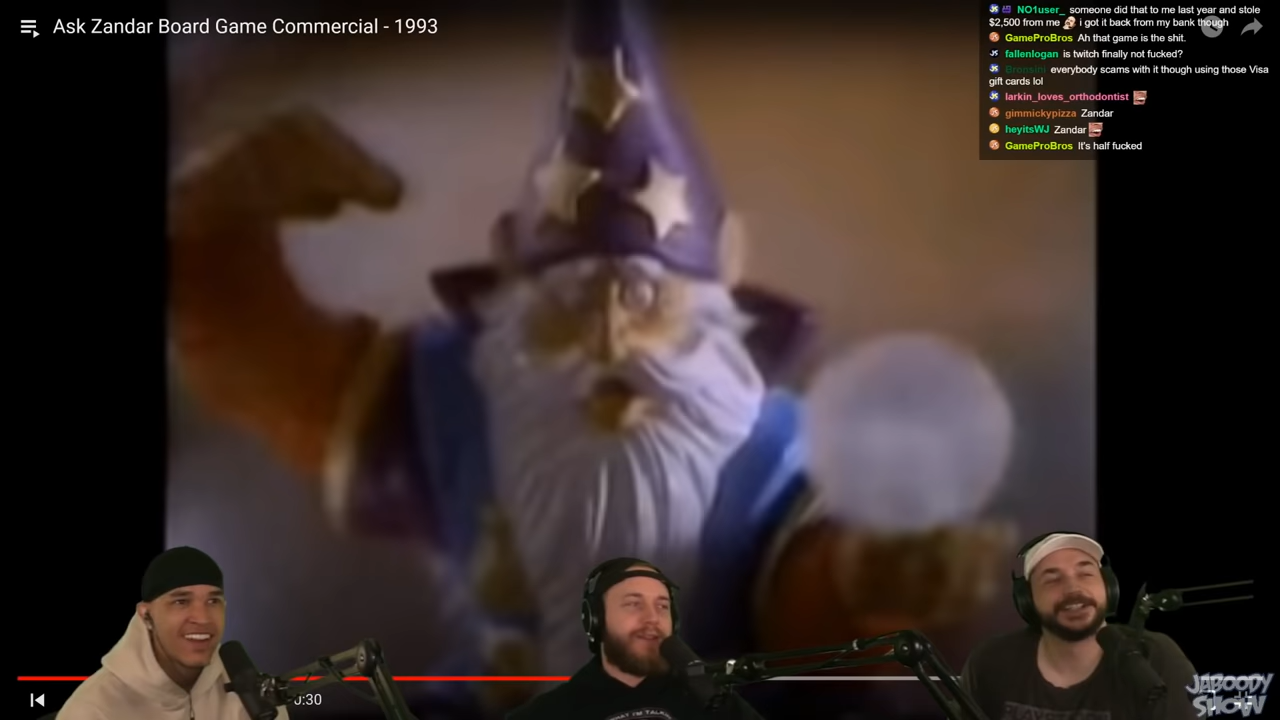 Ask Zandar Board Game Commercial - 1993
NO1user_ someone did that to me last year and stole
$2,500 from me i got it back from my bank though
GameProBros Ah that game is the shit.
fallenlogan is twitch finally not fucked?
everybody scams with it though using those Visa
gift cards lol
larkin_loves_orthodontist
gimmickypizza Zandar
heyitsWJ Zandar
GameProBros It's half fucked
:30
WHAT I'M TALK
JABOODY
SHOW